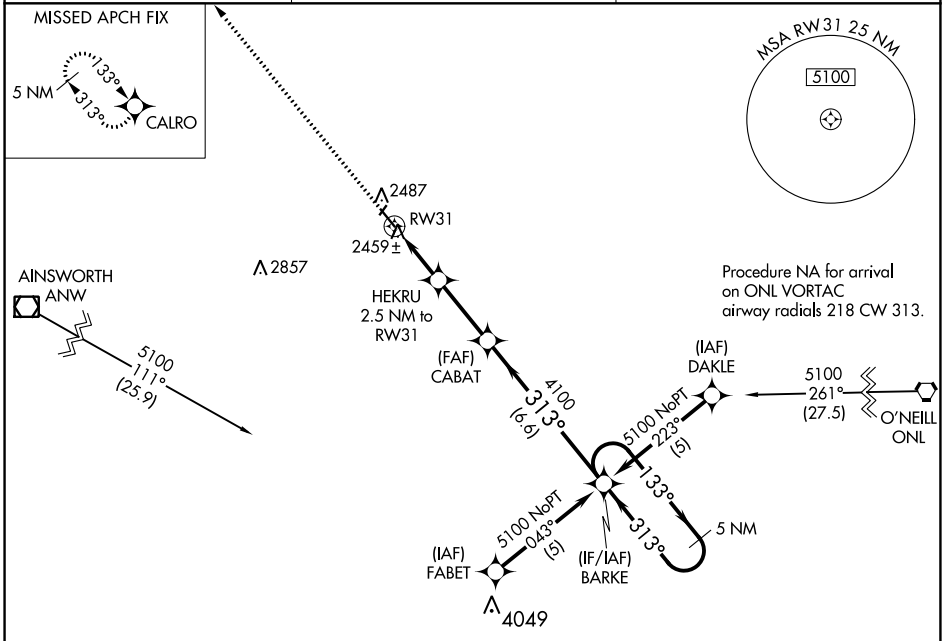 MISSED APCH FIX
5 NM
133°
313°
CALRO
MSA RW31 25 NM
5100
2487
RW31
2459 ±
2857
AINSWORTH
ANW
5100
111°
(25.9)
HEKRU
2.5 NM to
RW31
(FAF)
CABAT
4100
313°
(6.6)
Procedure NA for arrival
on ONL VORTAC
airway radials 218 CW 313.
(IAF)
DAKLE
5100
261°
(27.5)
O'NEILL
ONL
5100 NoPT
223°
(5)
133°
313°
5 NM
5100 NoPT
043°
(5)
(IAF)
FABET
(IF/IAF)
BARKE
4049